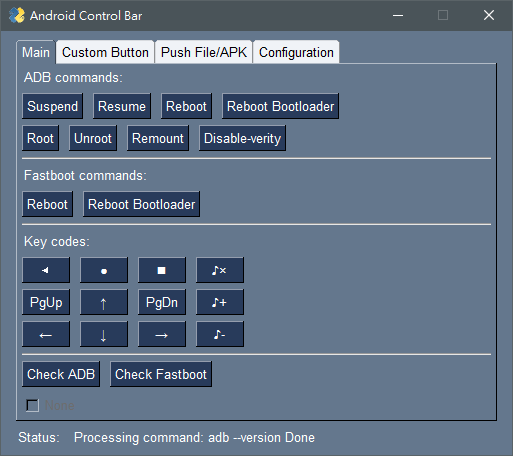 Android Control Bar
Main Custom Button Push File/APK Configuration
ADB commands:
Suspend Resume Reboot Reboot Bootloader
Root Unroot Remount Disable-verity
Fastboot commands:
Reboot Reboot Bootloader
Key codes:
◄ ● ■ ♪×
PgUp ↑ PgDn ♪+
← ↓ → ♪-
Check ADB Check Fastboot
None
Status: Processing command: adb --version Done